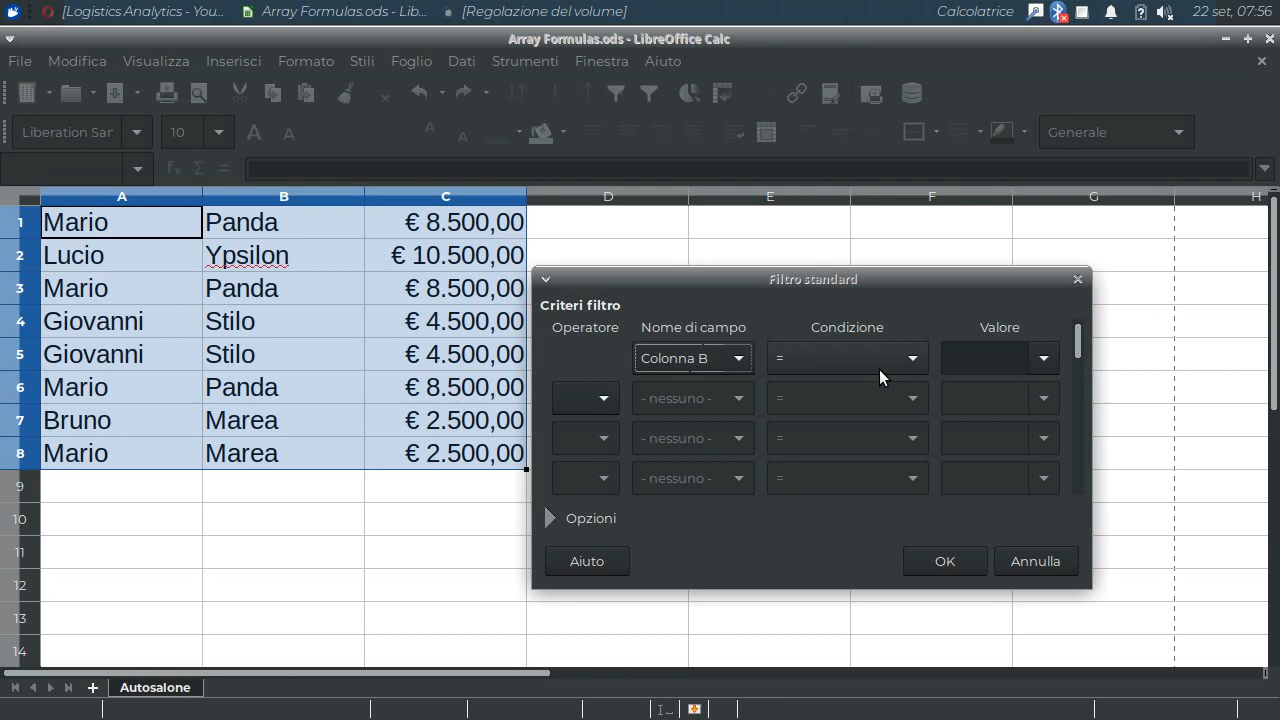 [Logistics Analytics - You... Array Formulas.ods - Lib... [Regolazione del volume] Calcolatrice 22 set, 07:56
Array Formulas.ods - LibreOffice Calc
File Modifica Visualizza Inserisci Formato Stili Foglio Dati Strumenti Finestra Aiuto
Liberation Sar 10 A A A A Generale
fx Σ =
A B C D E F G H
1 Mario Panda € 8.500,00
2 Lucio Ypsilon € 10.500,00
3 Mario Panda € 8.500,00
4 Giovanni Stilo € 4.500,00
5 Giovanni Stilo € 4.500,00
6 Mario Panda € 8.500,00
7 Bruno Marea € 2.500,00
8 Mario Marea € 2.500,00
9
10
11
12
13
14
Filtro standard
Criteri filtro
Operatore Nome di campo Condizione Valore
Colonna B =
- nessuno - =
- nessuno - =
- nessuno - =
Opzioni
Aiuto OK Annulla
Autosalone